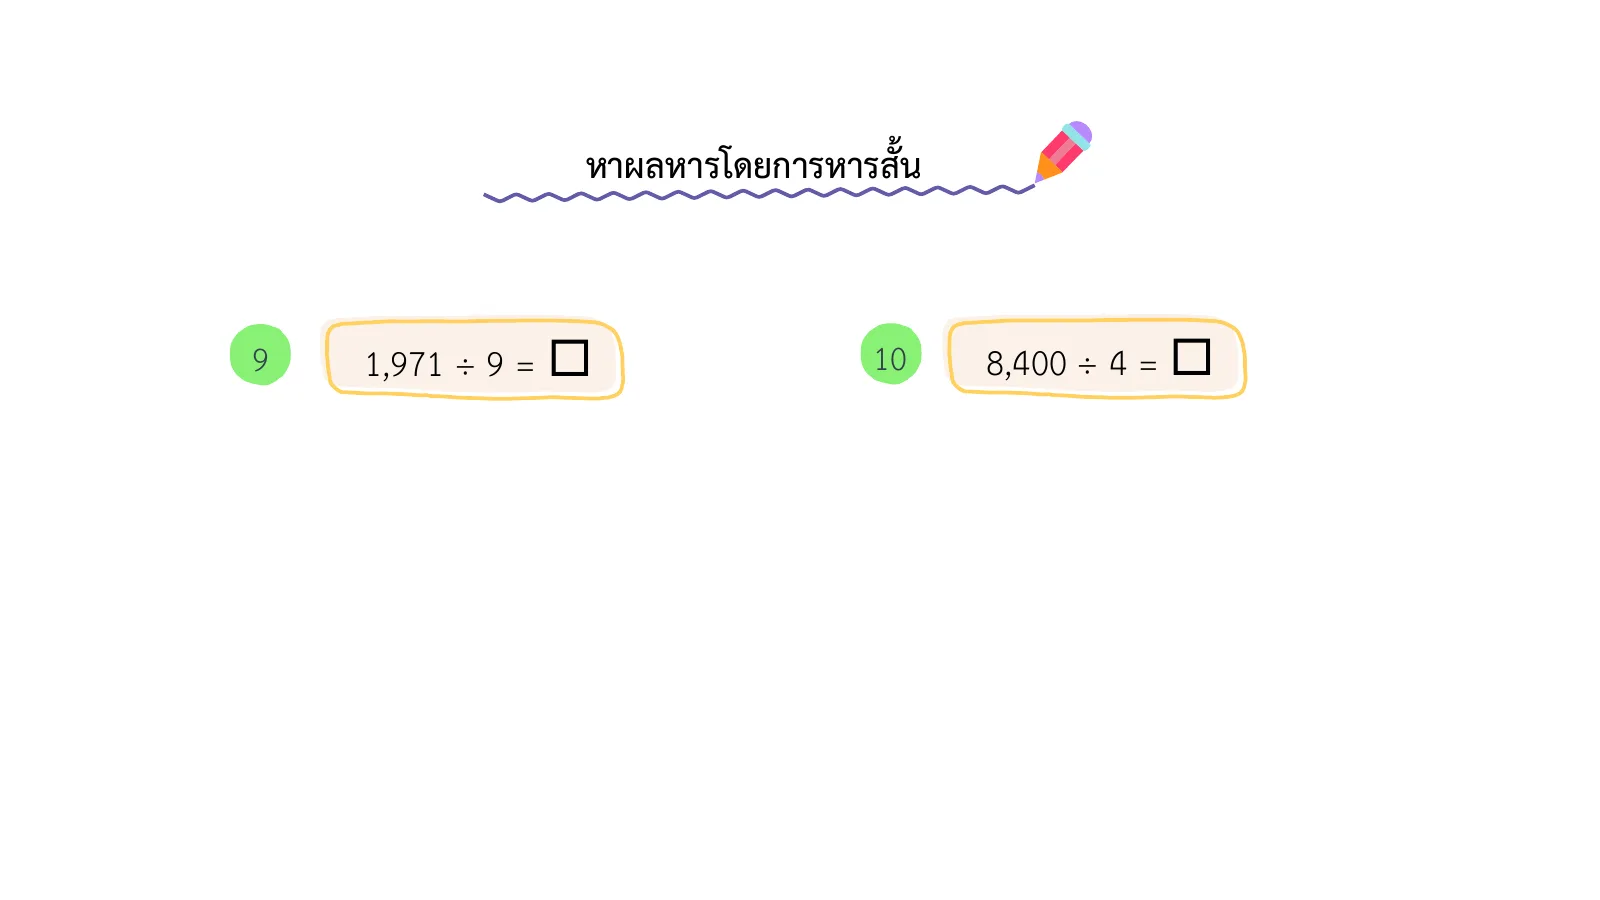 หาผลหารโดยการหารสั้น
9 1,971 ÷ 9 = □
10 8,400 ÷ 4 = □